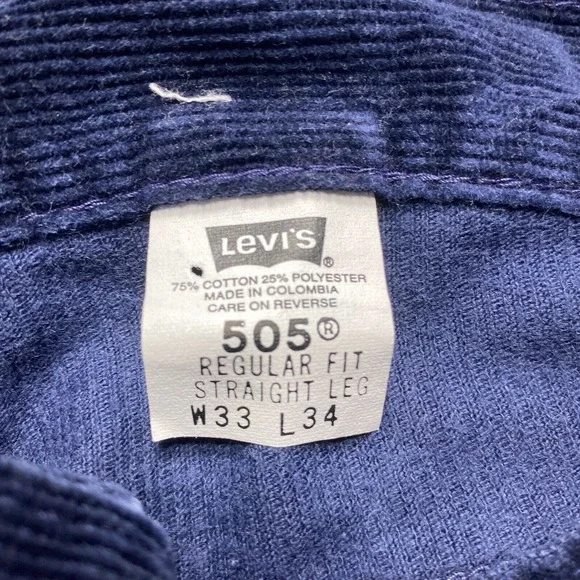 Levi's ®
75% COTTON 25% POLYESTER
MADE IN COLOMBIA
CARE ON REVERSE
505®
REGULAR FIT
STRAIGHT LEG
W33 L34